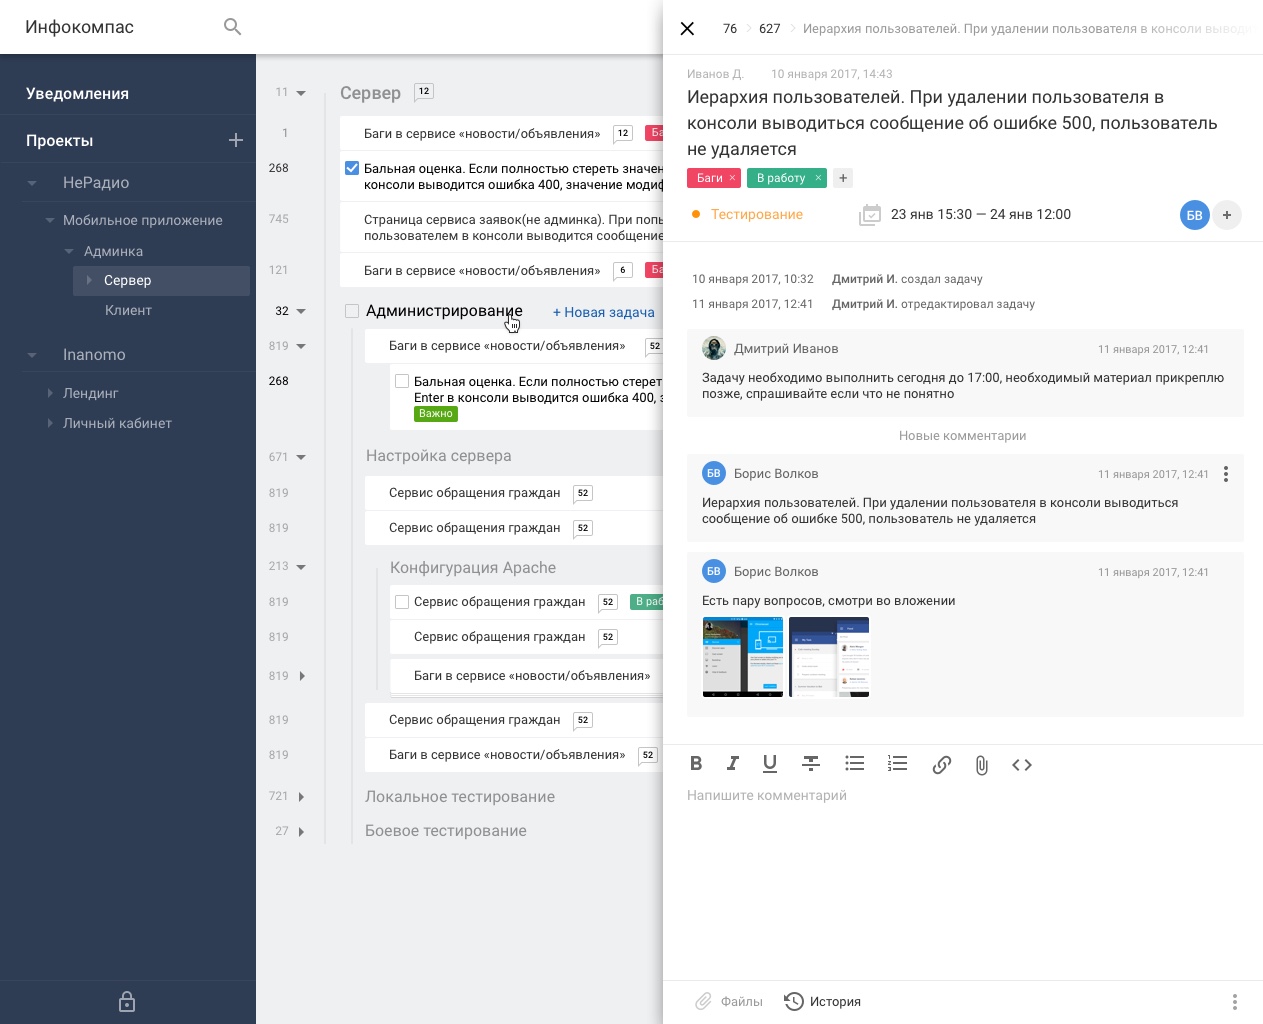 Инфокомпас
Уведомления
Проекты
НеРадио
Мобильное приложение
Админка
Сервер
Клиент
Inanomo
Лендинг
Личный кабинет
11 Сервер 12
1 Баги в сервисе «новости/объявления» 12 Ба
268 Бальная оценка. Если полностью стереть значен
консоли выводится ошибка 400, значение модиф
745 Страница сервиса заявок(не админка). При попы
пользователем в консоли выводится сообщение
121 Баги в сервисе «новости/объявления» 6 Ба
32 Администрирование + Новая задача
819 Баги в сервисе «новости/объявления» 52
268 Бальная оценка. Если полностью стерет
Enter в консоли выводится ошибка 400, з
Важно
671 Настройка сервера
819 Сервис обращения граждан 52
819 Сервис обращения граждан 52
213 Конфигурация Apache
819 Сервис обращения граждан 52 В раб
819 Сервис обращения граждан 52
819 Баги в сервисе «новости/объявления»
819 Сервис обращения граждан 52
819 Баги в сервисе «новости/объявления» 52
721 Локальное тестирование
27 Боевое тестирование
76 627 Иерархия пользователей. При удалении пользователя в консоли выводи
Иванов Д. 10 января 2017, 14:43
Иерархия пользователей. При удалении пользователя в
консоли выводиться сообщение об ошибке 500, пользователь
не удаляется
Баги × В работу × +
Тестирование 23 янв 15:30 — 24 янв 12:00 БВ +
10 января 2017, 10:32 Дмитрий И. создал задачу
11 января 2017, 12:41 Дмитрий И. отредактировал задачу
Дмитрий Иванов 11 января 2017, 12:41
Задачу необходимо выполнить сегодня до 17:00, необходимый материал прикреплю
позже, спрашивайте если что не понятно
Новые комментарии
БВ Борис Волков 11 января 2017, 12:41
Иерархия пользователей. При удалении пользователя в консоли выводиться
сообщение об ошибке 500, пользователь не удаляется
БВ Борис Волков 11 января 2017, 12:41
Есть пару вопросов, смотри во вложении
Напишите комментарий
Файлы История